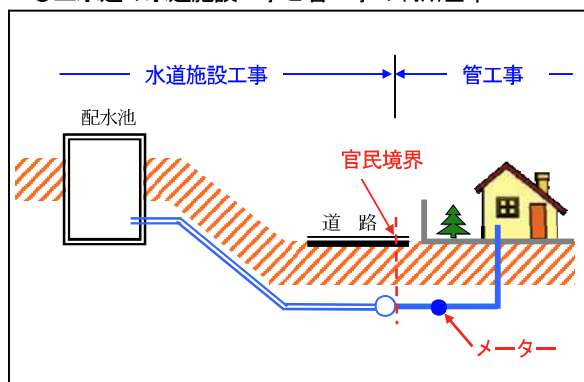 水道施設工事
管工事
配水池
官民境界
道 路
メーター